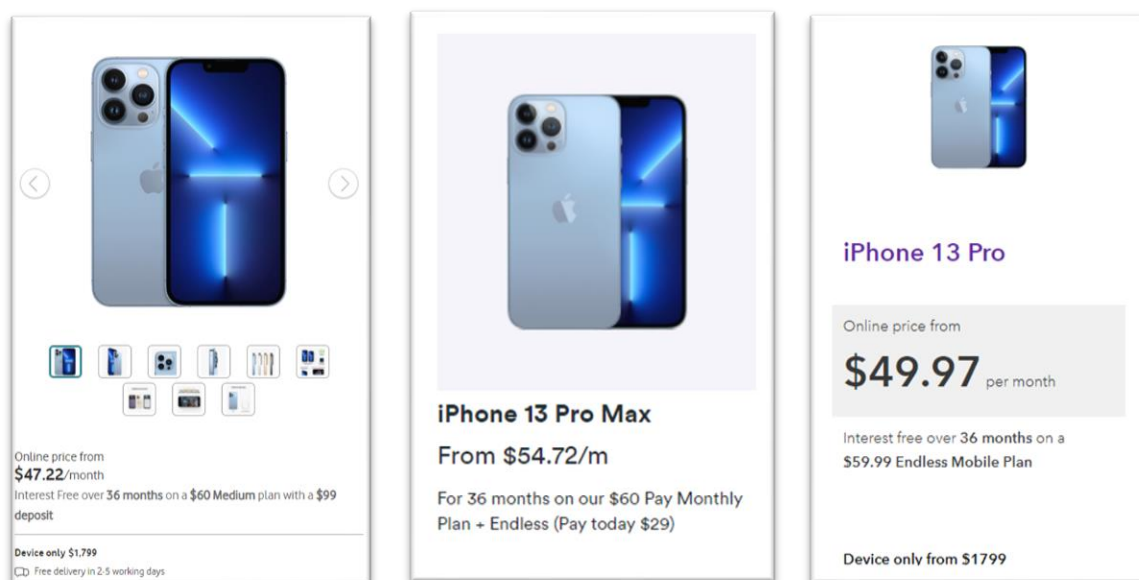 Online price from
$47.22/month
Interest Free over 36 months on a $60 Medium plan with a $99
deposit
Device only $1,799
Free delivery in 2-5 working days
iPhone 13 Pro Max
From $54.72/m
For 36 months on our $60 Pay Monthly
Plan + Endless (Pay today $29)
iPhone 13 Pro
Online price from
$49.97 per month
Interest free over 36 months on a
$59.99 Endless Mobile Plan
Device only from $1799